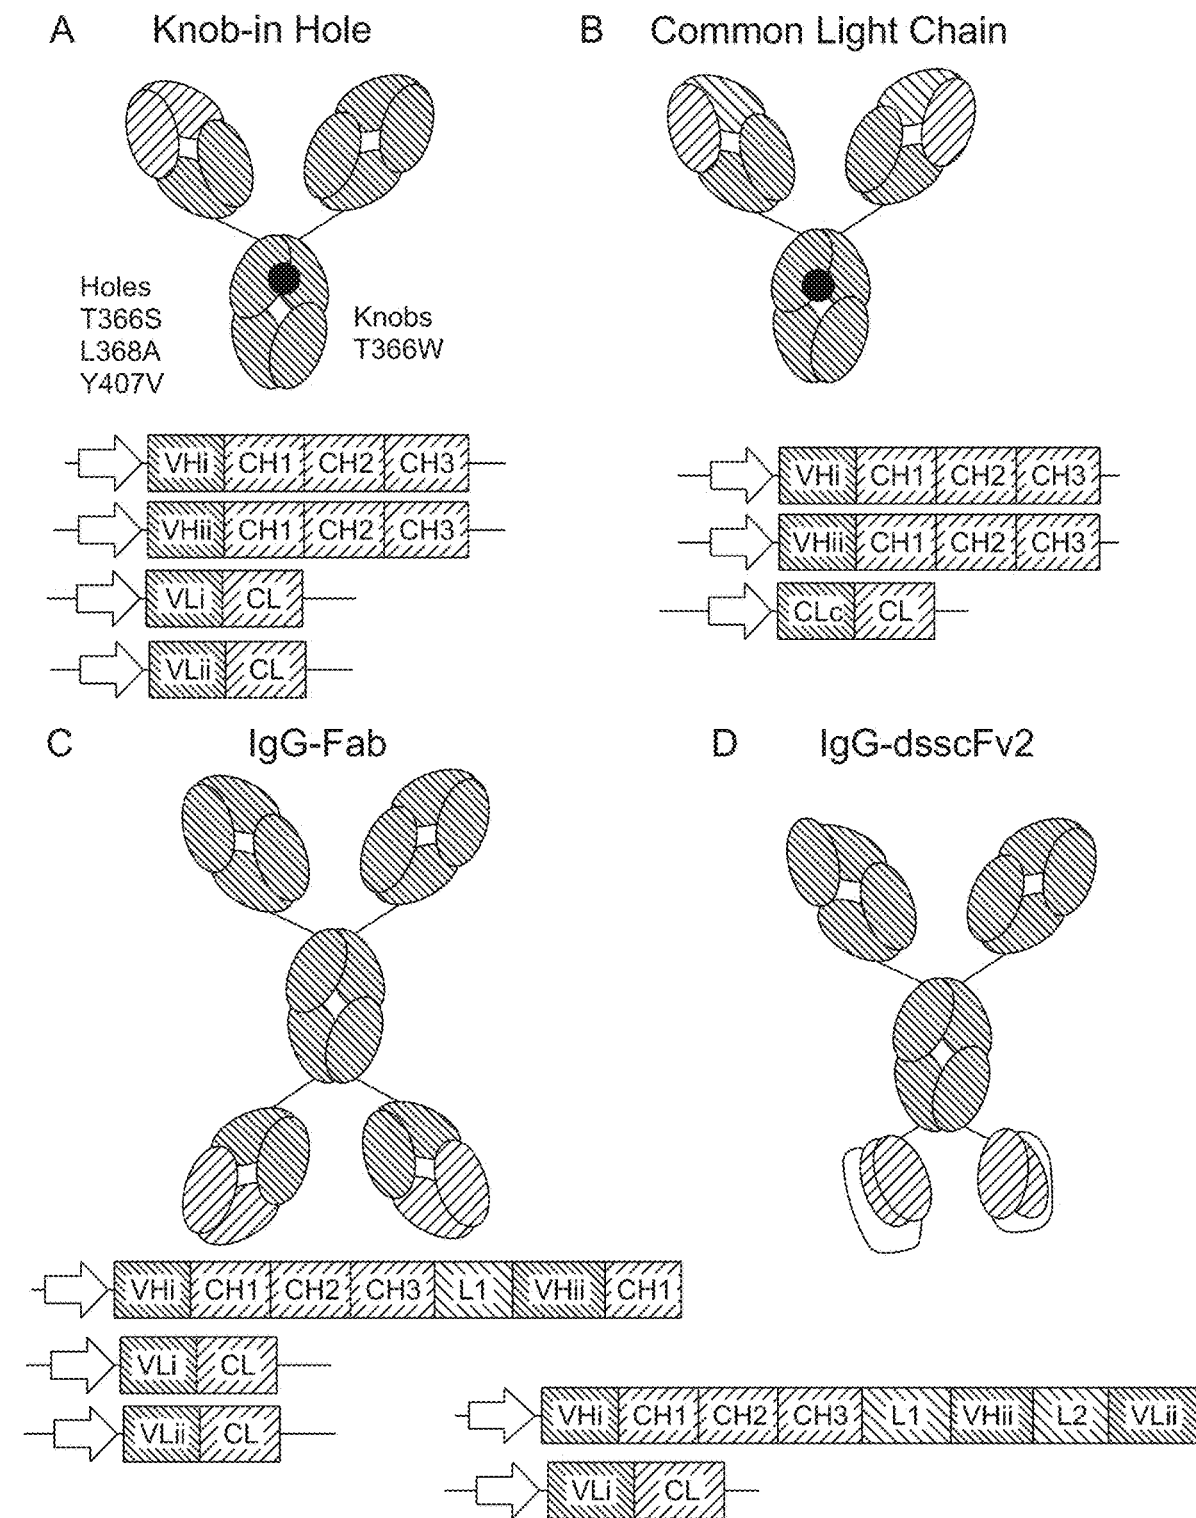 A Knob-in Hole
B Common Light Chain
Holes
T366S
L368A
Y407V
Knobs
T366W
VHi CH1 CH2 CH3
VHii CH1 CH2 CH3
VLi CL
VLii CL
VHi CH1 CH2 CH3
VHii CH1 CH2 CH3
CLc CL
C IgG-Fab
D IgG-dsscFv2
VHi CH1 CH2 CH3 L1 VHiii CH1
VLi CL
VLii CL
VHi CH1 CH2 CH3 L1 VHii L2 VLii
VLi CL